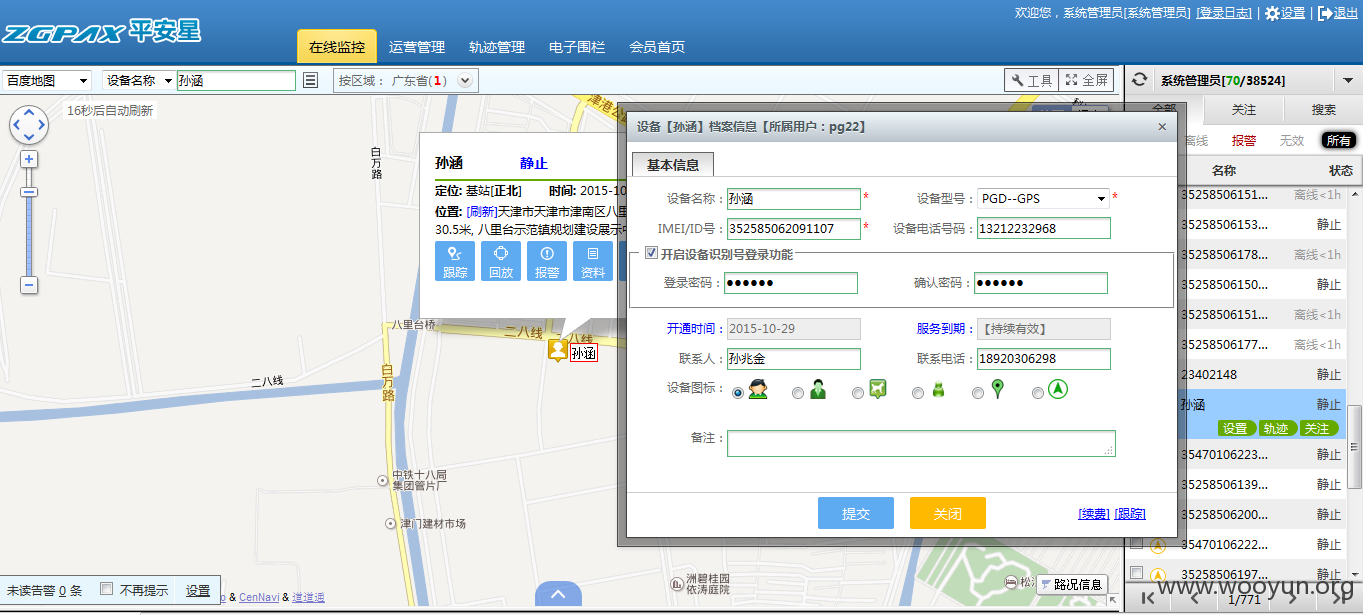 ZGPAX 平安星
欢迎您，系统管理员[系统管理员] [登录日志] | 设置 | 退出
在线监控 运营管理 轨迹管理 电子围栏 会员首页
百度地图 设备名称 孙涵 按区域： 广东省(1) 工具 全屏
系统管理员[70/38524]
16秒后自动刷新
全部 关注 搜索
离线 报警 无效 所有
名称 状态
35258506151... 离线<1h
35258506153... 静止
35258506178... 离线<1h
35258506150... 静止
35258506151... 离线<1h
35258506177... 离线<1h
23402148 静止
孙涵 静止
设置 轨迹 关注
35470106223... 静止
35258506139... 静止
35258506200... 静止
35470106222... 静止
35258506197... 静止
1/771
津港公
白万路
孙涵 静止
定位: 基站[正北] 时间: 2015-10
位置: [刷新]天津市天津市津南区八里
30.5米, 八里台示范镇规划建设展示中
跟踪 回放 报警 资料
设备【孙涵】档案信息【所属用户：pg22】 ×
基本信息
设备名称： 孙涵 * 设备型号： PGD--GPS *
IMEI/ID号： 352585062091107 * 设备电话号码： 13212232968
开启设备识别号登录功能
登录密码： ●●●●●● 确认密码： ●●●●●●
开通时间： 2015-10-29 服务到期： 【持续有效】
联系人： 孙兆金 联系电话： 18920306298
设备图标：
备注：
提交 关闭 [续费] [跟踪]
八里台桥
二八线
八线
孙涵
二八线
白万路
中铁十八局
集团管片厂
津门建材市场
洲碧桂园
依涛庭院
松江
路况信息
未读告警 0 条 不再提示 设置
& CenNavi & 道道通
www.wooyun.org